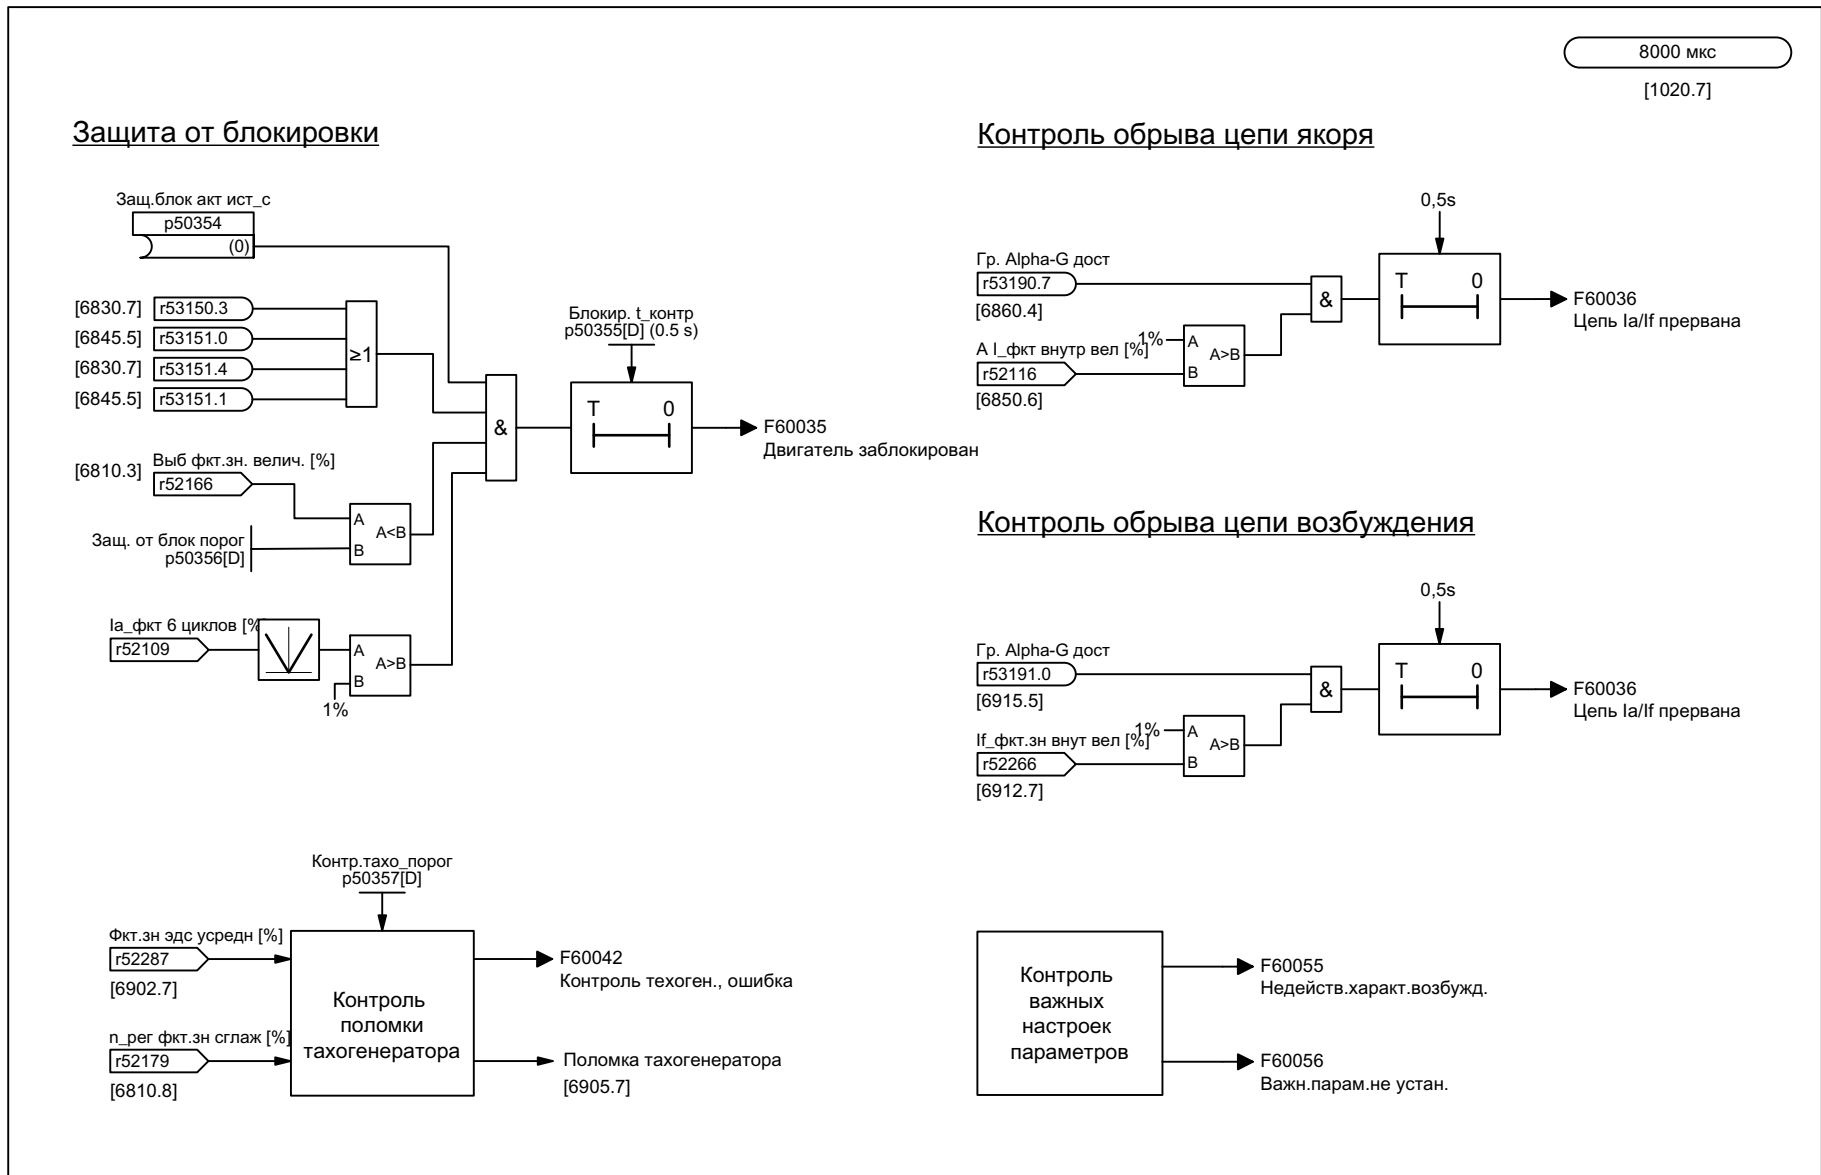 8000 мкс
[1020.7]
Защита от блокировки
Защ.блок акт ист_с
p50354
(0)
[6830.7] r53150.3
[6845.5] r53151.0
[6830.7] r53151.4
[6845.5] r53151.1
≥1
Блокир. t_контр
p50355[D] (0.5 s)
&
T 0
F60035
Двигатель заблокирован
Выб фкт.зн. велич. [%]
[6810.3] r52166
Защ. от блок порог
p50356[D]
A
B
A<B
Ia_фкт 6 циклов [%
r52109
A
B
A>B
1%
Контроль обрыва цепи якоря
0,5s
Гр. Alpha-G дост
r53190.7
[6860.4]
&
T 0
F60036
Цепь Ia/If прервана
1%
A I_фкт внутр вел [%]
r52116
[6850.6]
A
B
A>B
Контроль обрыва цепи возбуждения
0,5s
Гр. Alpha-G дост
r53191.0
[6915.5]
&
T 0
F60036
Цепь Ia/If прервана
1%
If_фкт.зн внут вел [%]
r52266
[6912.7]
A
B
A>B
Контр.тахо_порог
p50357[D]
Фкт.зн эдс усредн [%]
r52287
[6902.7]
n_рег фкт.зн сглаж [%]
r52179
[6810.8]
Контроль
поломки
тахогенератора
F60042
Контроль техоген., ошибка
Поломка тахогенератора
[6905.7]
Контроль
важных
настроек
параметров
F60055
Недейств.характ.возбужд.
F60056
Важн.парам.не устан.